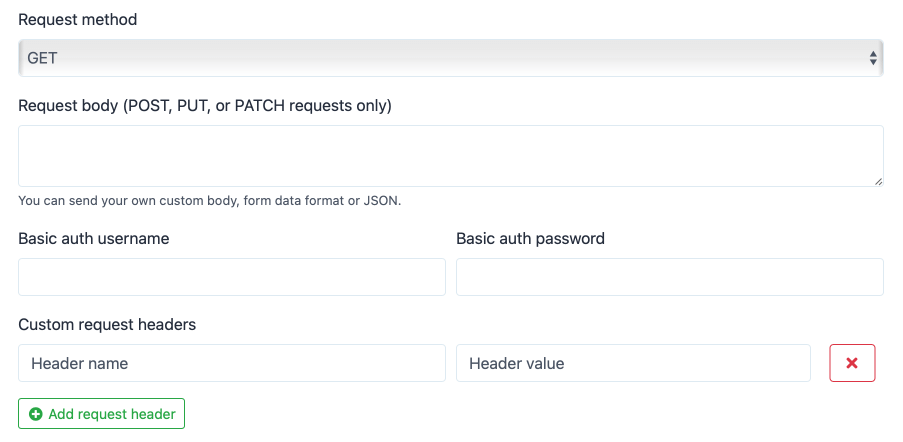 Request method
GET
Request body (POST, PUT, or PATCH requests only)
You can send your own custom body, form data format or JSON.
Basic auth username
Basic auth password
Custom request headers
Header name
Header value
Add request header